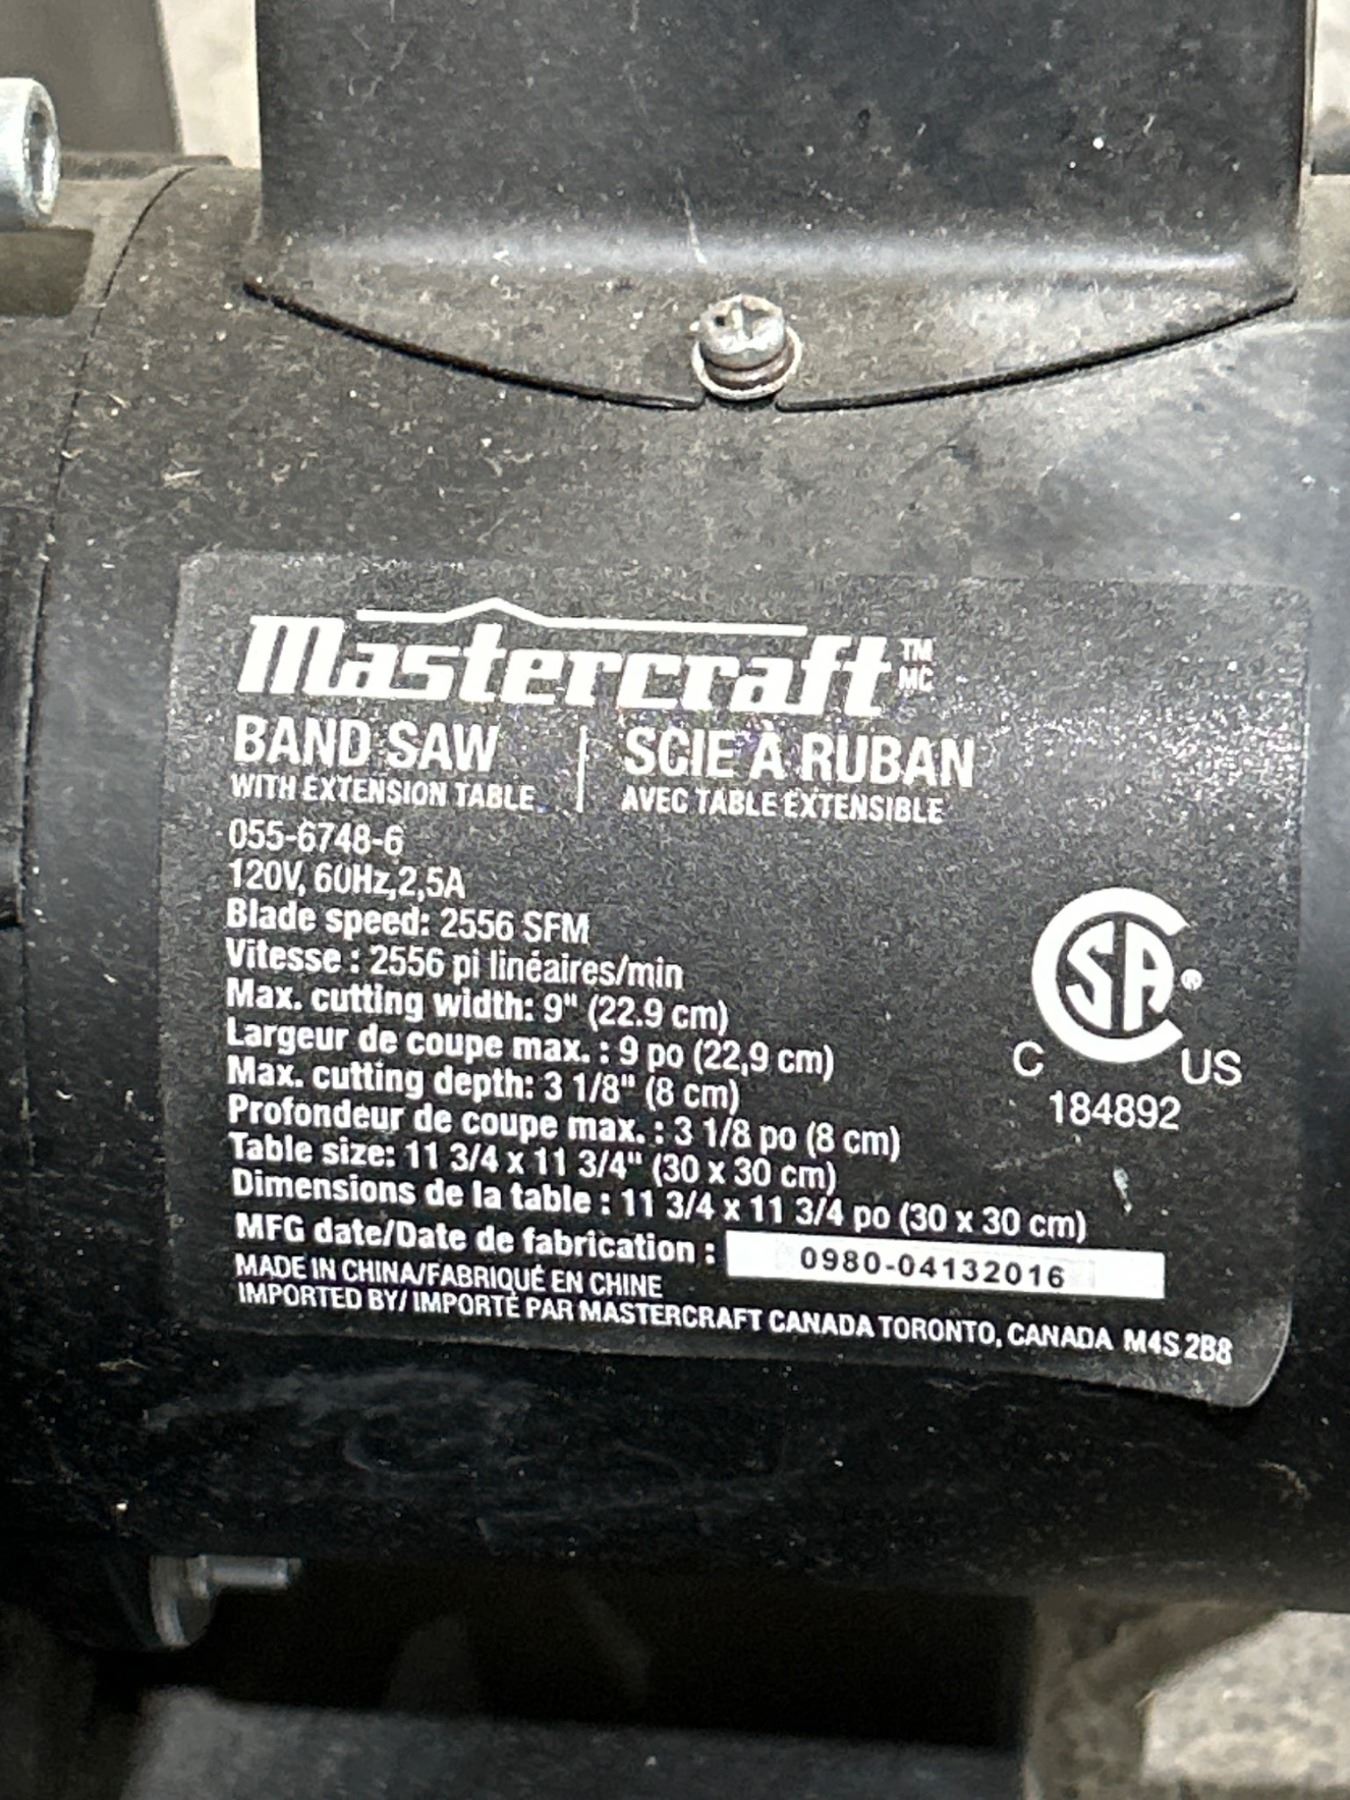 Mastercraft TM MC
BAND SAW | SCIE À RUBAN
WITH EXTENSION TABLE | AVEC TABLE EXTENSIBLE
055-6748-6
120V, 60Hz,2,5A
Blade speed: 2556 SFM
Vitesse : 2556 pi linéaires/min
Max. cutting width: 9" (22.9 cm)
Largeur de coupe max. : 9 po (22,9 cm)
Max. cutting depth: 3 1/8" (8 cm)
Profondeur de coupe max. : 3 1/8 po (8 cm)
Table size: 11 3/4 x 11 3/4" (30 x 30 cm)
Dimensions de la table : 11 3/4 x 11 3/4 po (30 x 30 cm)
MFG date/Date de fabrication : 0980-04132016
MADE IN CHINA/FABRIQUÉ EN CHINE
IMPORTED BY/ IMPORTÉ PAR MASTERCRAFT CANADA TORONTO, CANADA M4S 2B8
CSA®
C US
184892